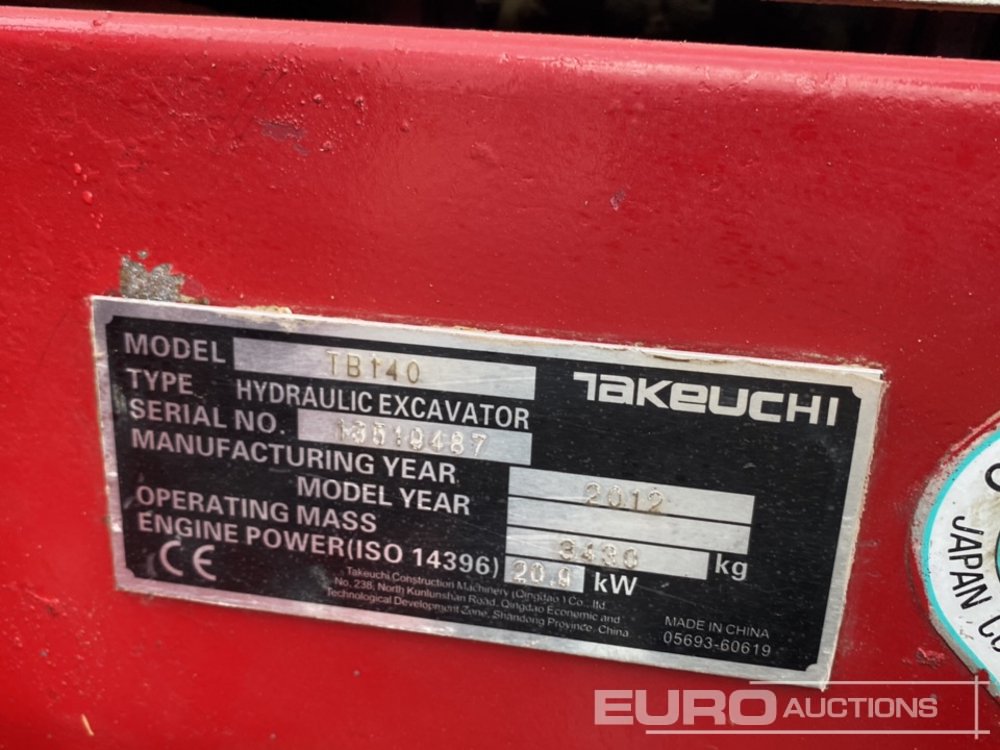 MODEL TB140
TAKEUCHI
TYPE HYDRAULIC EXCAVATOR
SERIAL NO. 13510487
MANUFACTURING YEAR 2012
MODEL YEAR
OPERATING MASS 3430 kg
ENGINE POWER(ISO 14396) 20.9 kW
CE
Takeuchi Construction Machinery (Qingdao) Co., ltd
No, 238, North Kunlunshan Road, Qingdao Economic and
Technological Development Zone, Shandong Province, China
MADE IN CHINA
05693-60619
JAPAN
EURO AUCTIONS